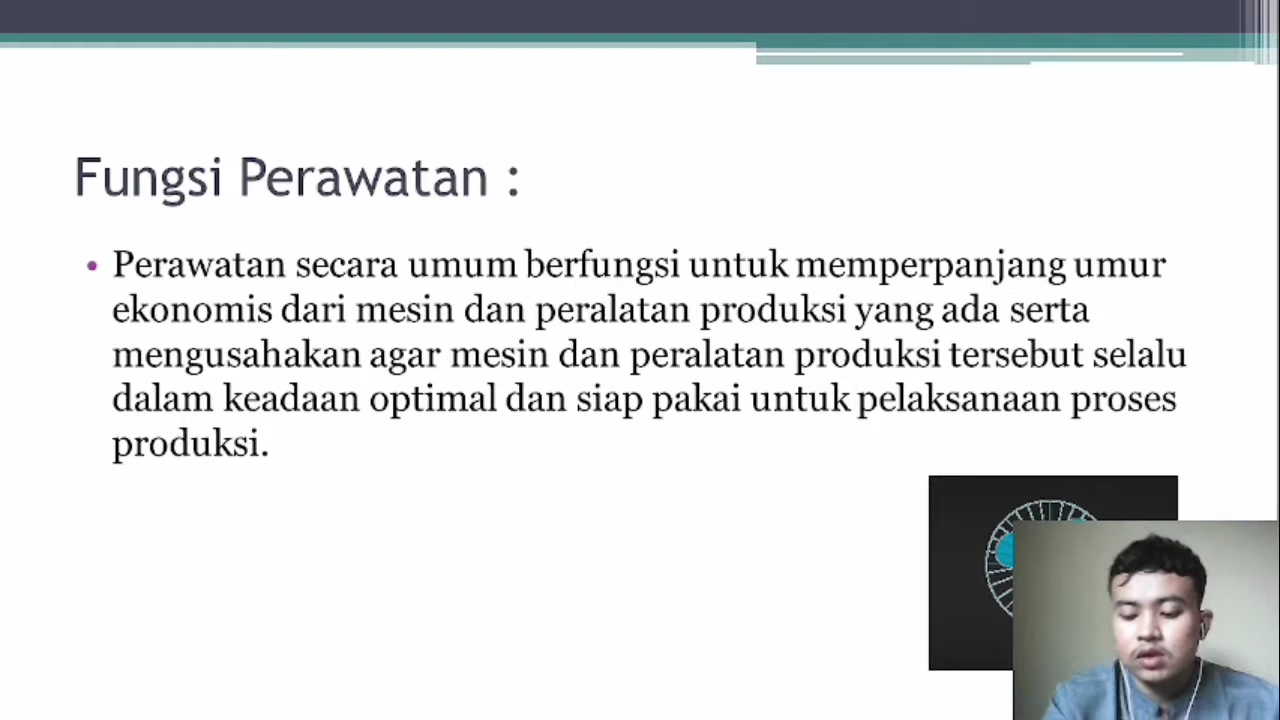 Fungsi Perawatan :
• Perawatan secara umum berfungsi untuk memperpanjang umur
ekonomis dari mesin dan peralatan produksi yang ada serta
mengusahakan agar mesin dan peralatan produksi tersebut selalu
dalam keadaan optimal dan siap pakai untuk pelaksanaan proses
produksi.